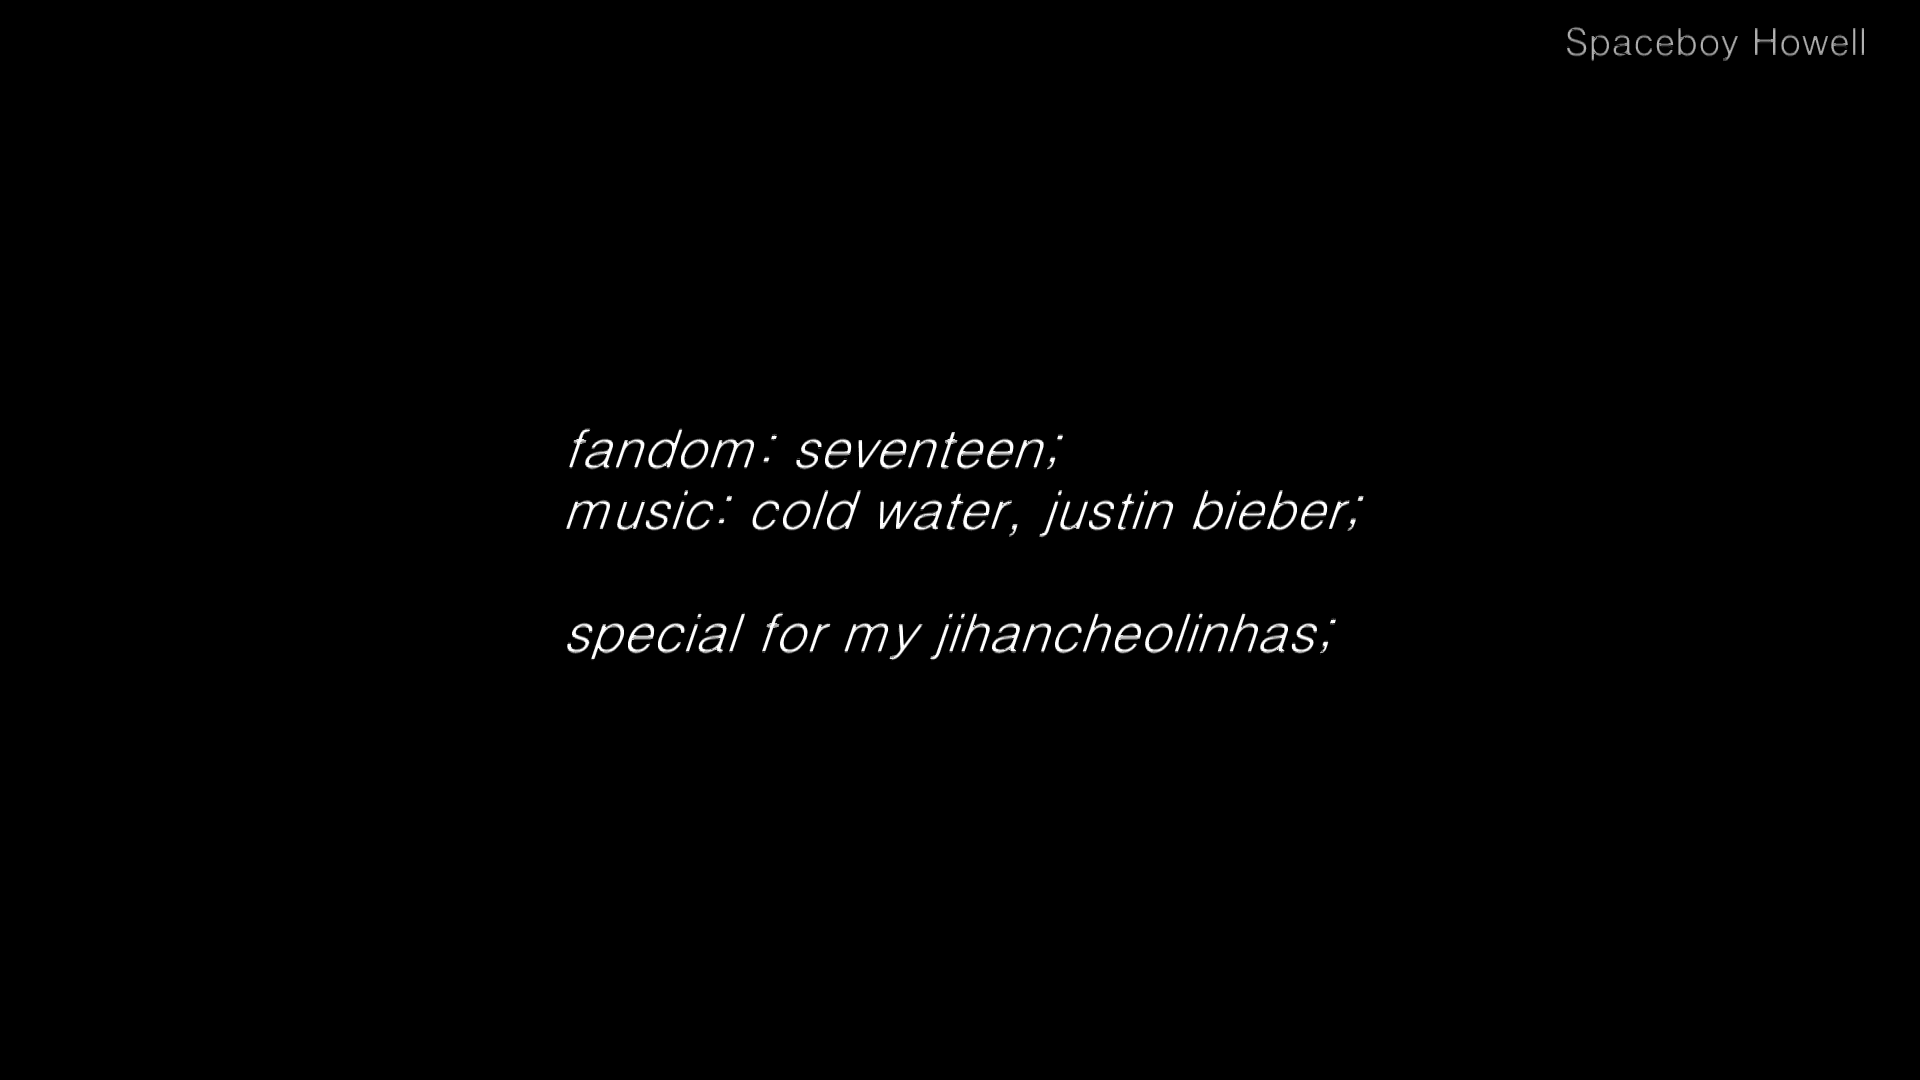 Spaceboy Howell
fandom: seventeen;
music: cold water, justin bieber;
special for my jihancheolinhas;